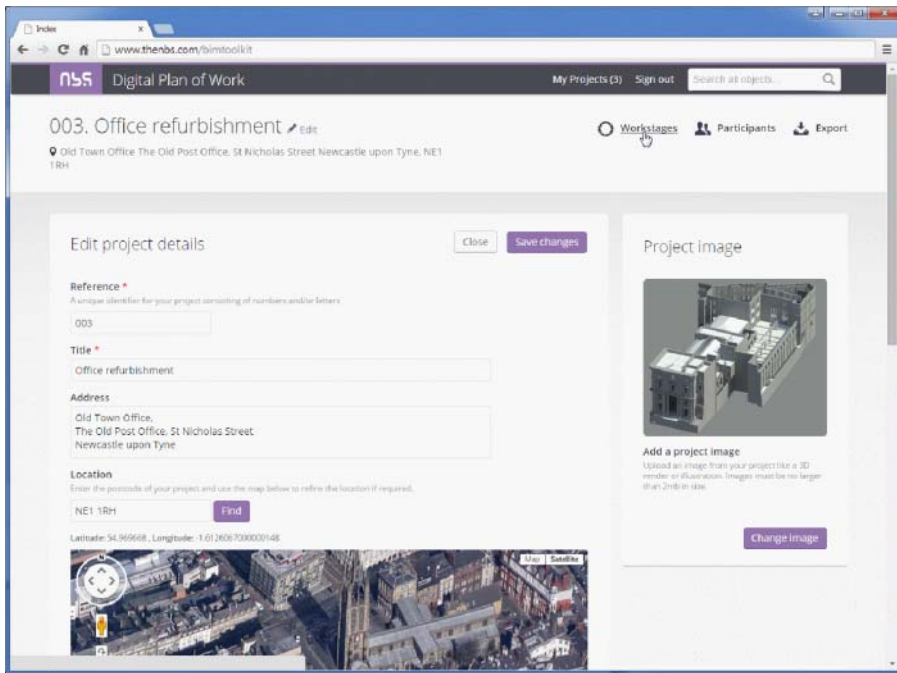 Index
www.thenbs.com/bimtoolkit
nbs Digital Plan of Work My Projects (3) Sign out Search all objects...
003. Office refurbishment Edit Workstages Participants Export
Old Town Office The Old Post Office, St Nicholas Street Newcastle upon Tyne, NE1
1RH
Edit project details Close Save changes Project image
Reference *
A unique identifier for your project consisting of numbers and/or letters
003
Title *
Office refurbishment
Address
Old Town Office,
The Old Post Office, St Nicholas Street
Newcastle upon Tyne
Add a project image
Upload an image from your project like a 3D
render or illustration. Images must be no larger
than 2mb in size.
Location
Enter the postcode of your project and use the map below to refine the location if required.
NE1 1RH Find
Change image
Latitude: 54.969668, Longitude: -1.6126067000000148
Map Satellite